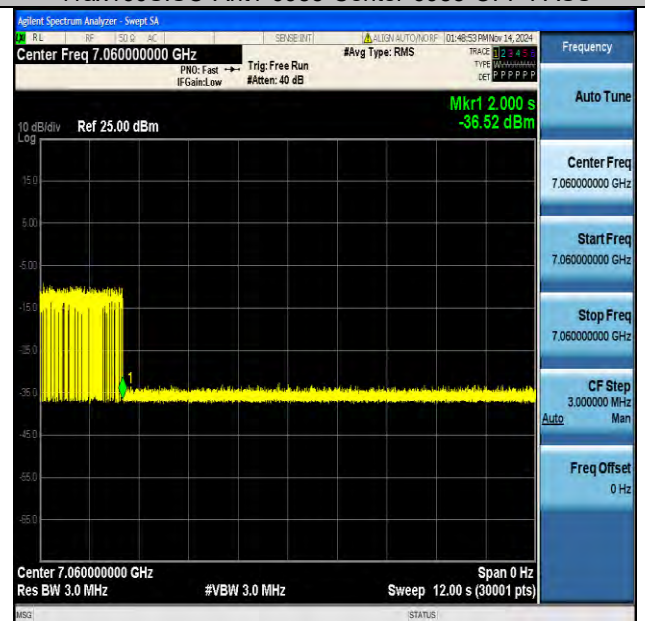 Agilent Spectrum Analyzer - Swept SA
RL RF 50 Ω AC SENSE:INT ALIGN AUTO/NO RF 01:48:53 PM Nov 14, 2024
Center Freq 7.060000000 GHz
PNO: Fast Trig: Free Run
IFGain:Low #Atten: 40 dB
#Avg Type: RMS
TRACE 1 2 3 4 5 6
TYPE
DET P P P P P P
Mkr1 2.000 s
-36.52 dBm
10 dB/div Ref 25.00 dBm
Log
15.0
5.00
-5.00
-15.0
-25.0
-35.0
-45.0
-55.0
-65.0
1
Center 7.060000000 GHz Span 0 Hz
Res BW 3.0 MHz #VBW 3.0 MHz Sweep 12.00 s (30001 pts)
MSG STATUS
Frequency
Auto Tune
Center Freq
7.060000000 GHz
Start Freq
7.060000000 GHz
Stop Freq
7.060000000 GHz
CF Step
3.000000 MHz
Auto Man
Freq Offset
0 Hz